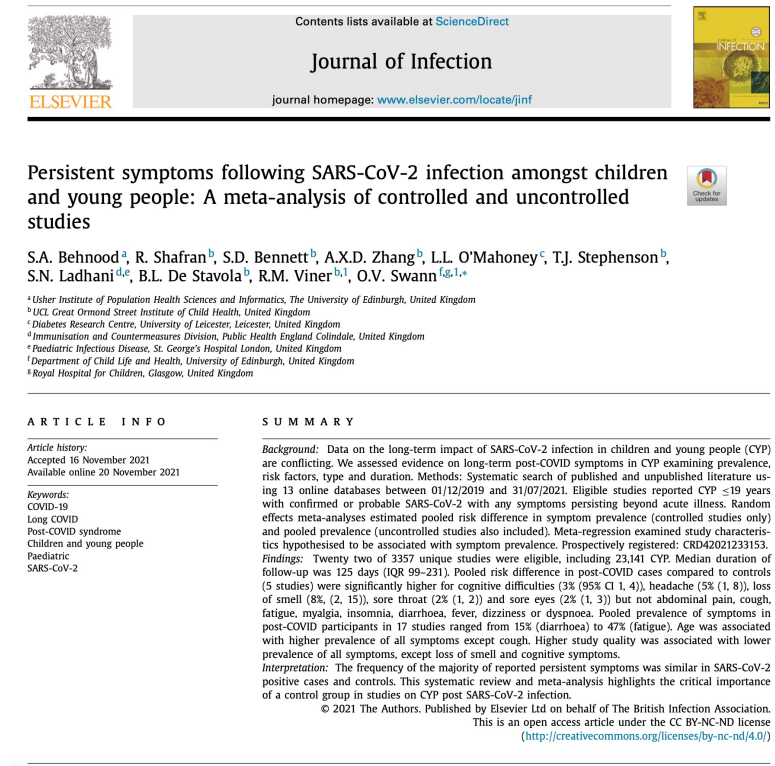 Contents lists available at ScienceDirect
Journal of Infection
journal homepage: www.elsevier.com/locate/jinf
ELSEVIER
INFECTION
Persistent symptoms following SARS-CoV-2 infection amongst children
and young people: A meta-analysis of controlled and uncontrolled
studies
Check for
updates
S.A. Behnood a, R. Shafran b, S.D. Bennett b, A.X.D. Zhang b, L.L. O'Mahoney c, T.J. Stephenson b,
S.N. Ladhani d,e, B.L. De Stavola b, R.M. Viner b,1, O.V. Swann f,g,1,*
a Usher Institute of Population Health Sciences and Informatics, The University of Edinburgh, United Kingdom
b UCL Great Ormond Street Institute of Child Health, United Kingdom
c Diabetes Research Centre, University of Leicester, Leicester, United Kingdom
d Immunisation and Countermeasures Division, Public Health England Colindale, United Kingdom
e Paediatric Infectious Disease, St. George's Hospital London, United Kingdom
f Department of Child Life and Health, University of Edinburgh, United Kingdom
g Royal Hospital for Children, Glasgow, United Kingdom
ARTICLE INFO
Article history:
Accepted 16 November 2021
Available online 20 November 2021
Keywords:
COVID-19
Long COVID
Post-COVID syndrome
Children and young people
Paediatric
SARS-CoV-2
SUMMARY
Background: Data on the long-term impact of SARS-CoV-2 infection in children and young people (CYP)
are conflicting. We assessed evidence on long-term post-COVID symptoms in CYP examining prevalence,
risk factors, type and duration. Methods: Systematic search of published and unpublished literature us-
ing 13 online databases between 01/12/2019 and 31/07/2021. Eligible studies reported CYP ≤19 years
with confirmed or probable SARS-CoV-2 with any symptoms persisting beyond acute illness. Random
effects meta-analyses estimated pooled risk difference in symptom prevalence (controlled studies only)
and pooled prevalence (uncontrolled studies also included). Meta-regression examined study characteris-
tics hypothesised to be associated with symptom prevalence. Prospectively registered: CRD42021233153.
Findings: Twenty two of 3357 unique studies were eligible, including 23,141 CYP. Median duration of
follow-up was 125 days (IQR 99–231). Pooled risk difference in post-COVID cases compared to controls
(5 studies) were significantly higher for cognitive difficulties (3% (95% CI 1, 4)), headache (5% (1, 8)), loss
of smell (8%, (2, 15)), sore throat (2% (1, 2)) and sore eyes (2% (1, 3)) but not abdominal pain, cough,
fatigue, myalgia, insomnia, diarrhoea, fever, dizziness or dyspnoea. Pooled prevalence of symptoms in
post-COVID participants in 17 studies ranged from 15% (diarrhoea) to 47% (fatigue). Age was associated
with higher prevalence of all symptoms except cough. Higher study quality was associated with lower
prevalence of all symptoms, except loss of smell and cognitive symptoms.
Interpretation: The frequency of the majority of reported persistent symptoms was similar in SARS-CoV-2
positive cases and controls. This systematic review and meta-analysis highlights the critical importance
of a control group in studies on CYP post SARS-CoV-2 infection.
© 2021 The Authors. Published by Elsevier Ltd on behalf of The British Infection Association.
This is an open access article under the CC BY-NC-ND license
(http://creativecommons.org/licenses/by-nc-nd/4.0/)